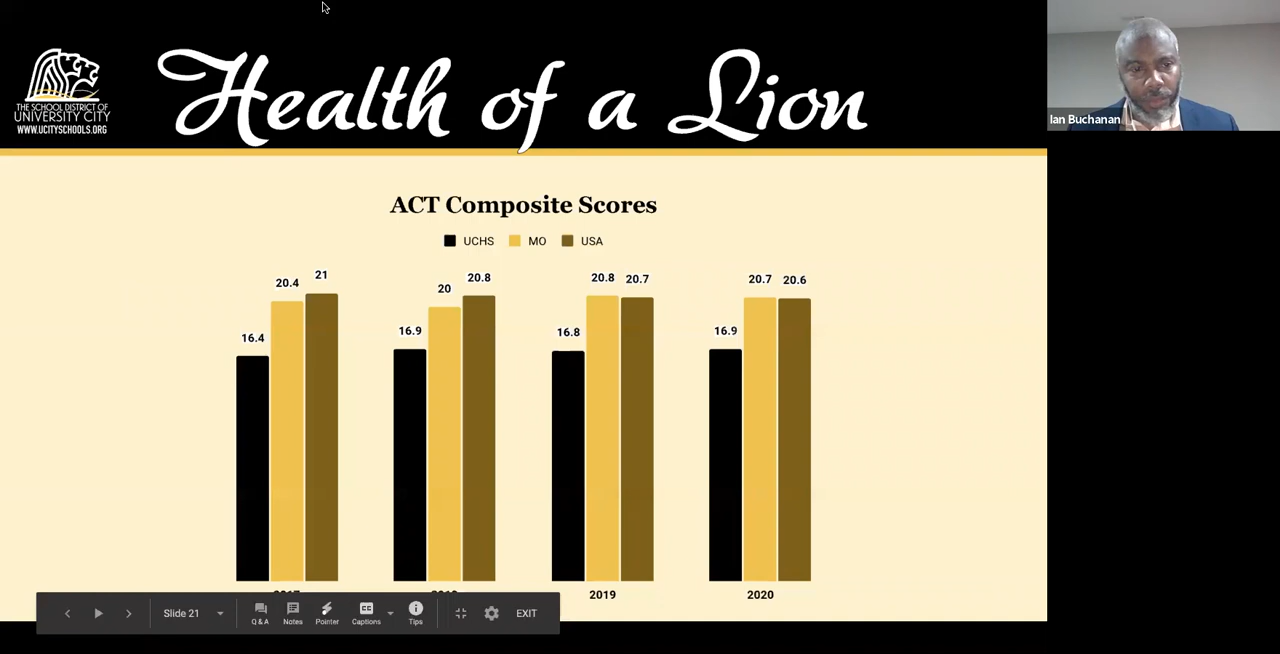 Health of a Lion
THE SCHOOL DISTRICT OF
UNIVERSITY CITY
WWW.UCITYSCHOOLS.ORG
Ian Buchanan
ACT Composite Scores
UCHS MO USA
16.4 20.4 21
16.9 20 20.8
16.8 20.8 20.7
16.9 20.7 20.6
2019 2020
Slide 21
Q & A Notes Pointer Captions Tips
EXIT